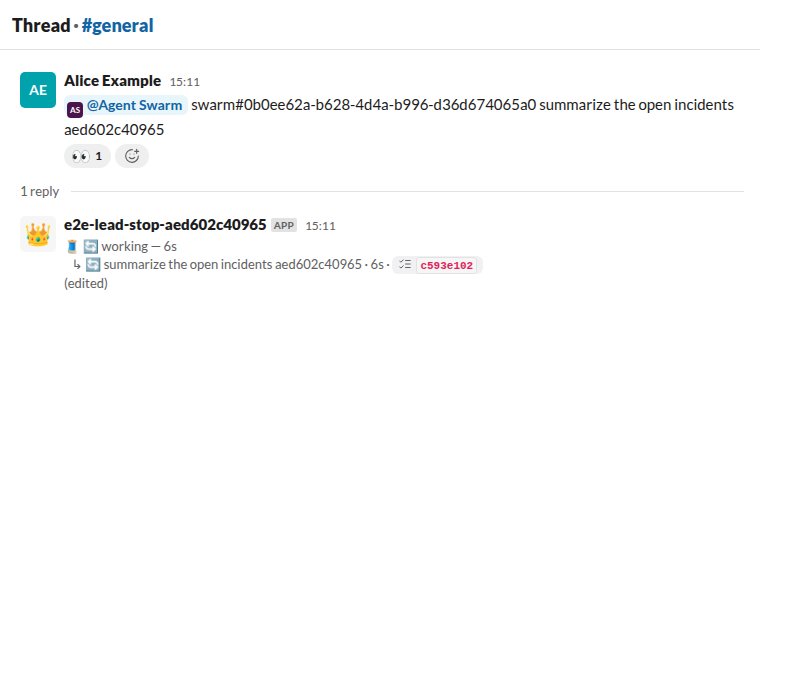 Thread • #general
AE
Alice Example 15:11
AS @Agent Swarm swarm#0b0ee62a-b628-4d4a-b996-d36d674065a0 summarize the open incidents
aed602c40965
👀 1
1 reply
e2e-lead-stop-aed602c40965 APP 15:11
🧵 🔄 working — 6s
↳ 🔄 summarize the open incidents aed602c40965 · 6s · c593e102
(edited)